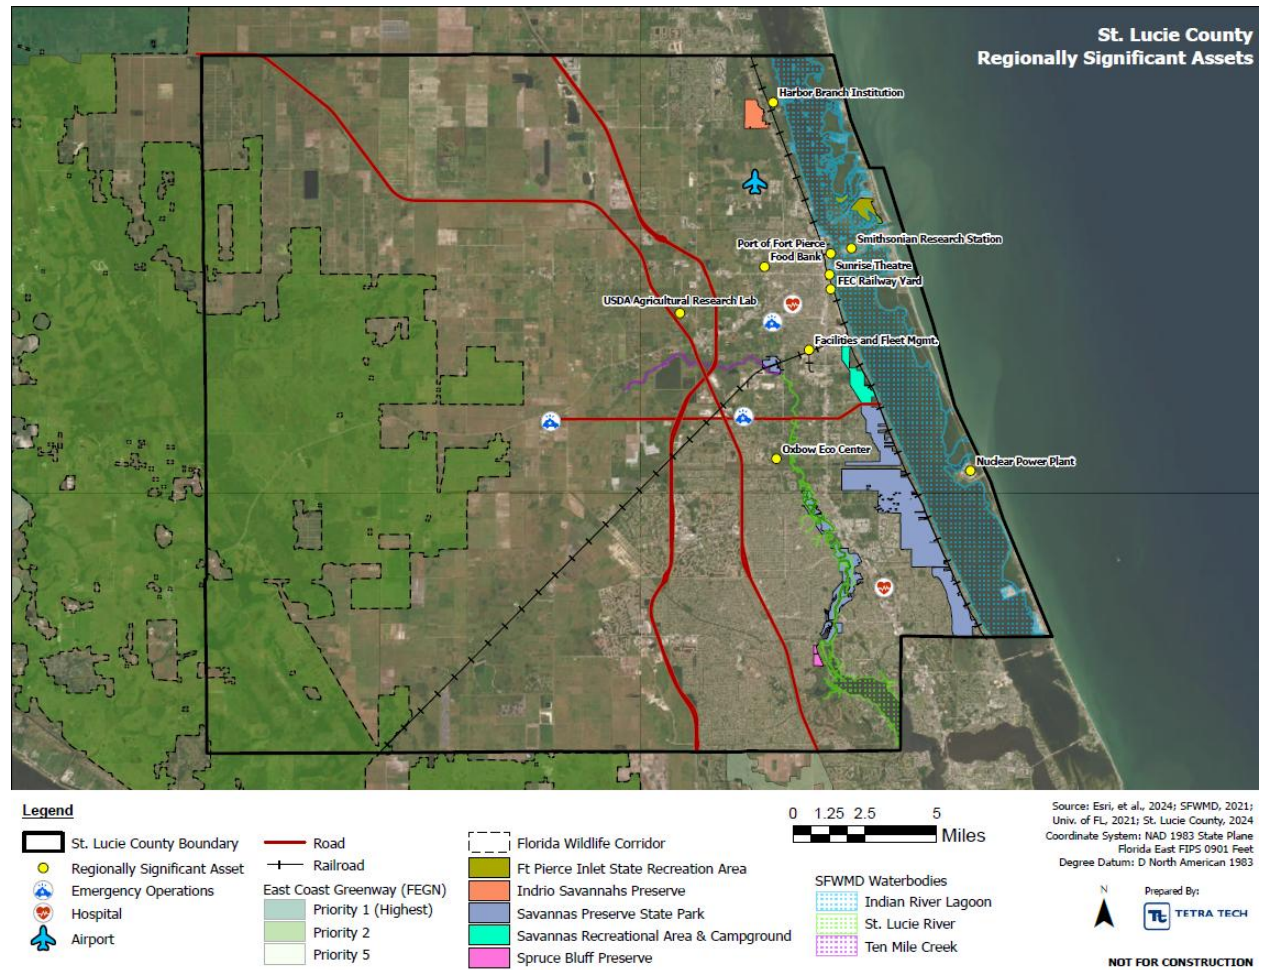 St. Lucie County
Regionally Significant Assets
Harbor Branch Institution
Smithsonian Research Station
Port of Fort Pierce
Food Bank
Sunrise Theatre
FEC Railway Yard
USDA Agricultural Research Lab
Facilities and Fleet Mgmt.
Oxbow Eco Center
Nuclear Power Plant
Legend
St. Lucie County Boundary
Regionally Significant Asset
Emergency Operations
Hospital
Airport
Road
Railroad
East Coast Greenway (FEGN)
Priority 1 (Highest)
Priority 2
Priority 5
Florida Wildlife Corridor
Ft Pierce Inlet State Recreation Area
Indrio Savannahs Preserve
Savannas Preserve State Park
Savannas Recreational Area & Campground
Spruce Bluff Preserve
0 1.25 2.5 5
Miles
SFWMD Waterbodies
Indian River Lagoon
St. Lucie River
Ten Mile Creek
Source: Esri, et al., 2024; SFWMD, 2021;
Univ. of FL, 2021; St. Lucie County, 2024
Coordinate System: NAD 1983 State Plane
Florida East FIPS 0901 Feet
Degree Datum: D North American 1983
N
Prepared By:
Tt TETRA TECH
NOT FOR CONSTRUCTION